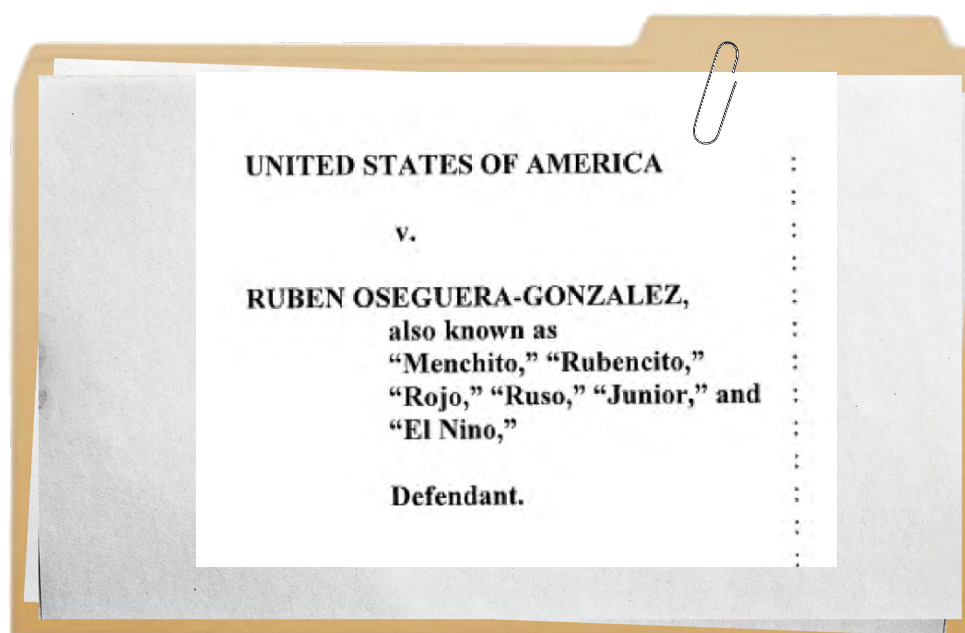 UNITED STATES OF AMERICA
v.
RUBEN OSEGUERA-GONZALEZ,
also known as
“Menchito,” “Rubencito,”
“Rojo,” “Ruso,” “Junior,” and
“El Nino,”
Defendant.